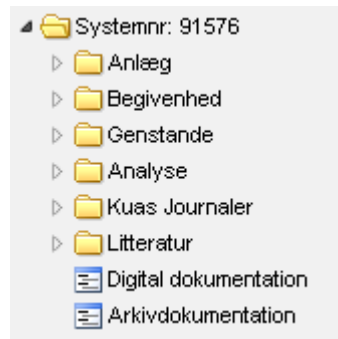 Systemnr: 91576
Anlæg
Begivenhed
Genstande
Analyse
Kuas Journaler
Litteratur
Digital dokumentation
Arkivdokumentation